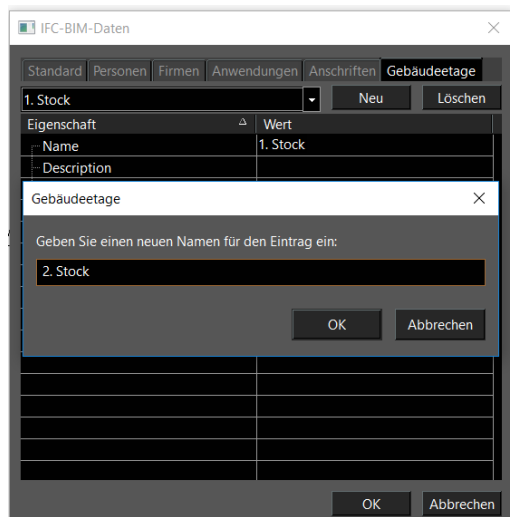 IFC-BIM-Daten
Standard Personen Firmen Anwendungen Anschriften Gebäudeetage
1. Stock Neu Löschen
Eigenschaft Wert
Name 1. Stock
Description
Gebäudeetage
Geben Sie einen neuen Namen für den Eintrag ein:
2. Stock
OK Abbrechen
OK Abbrechen